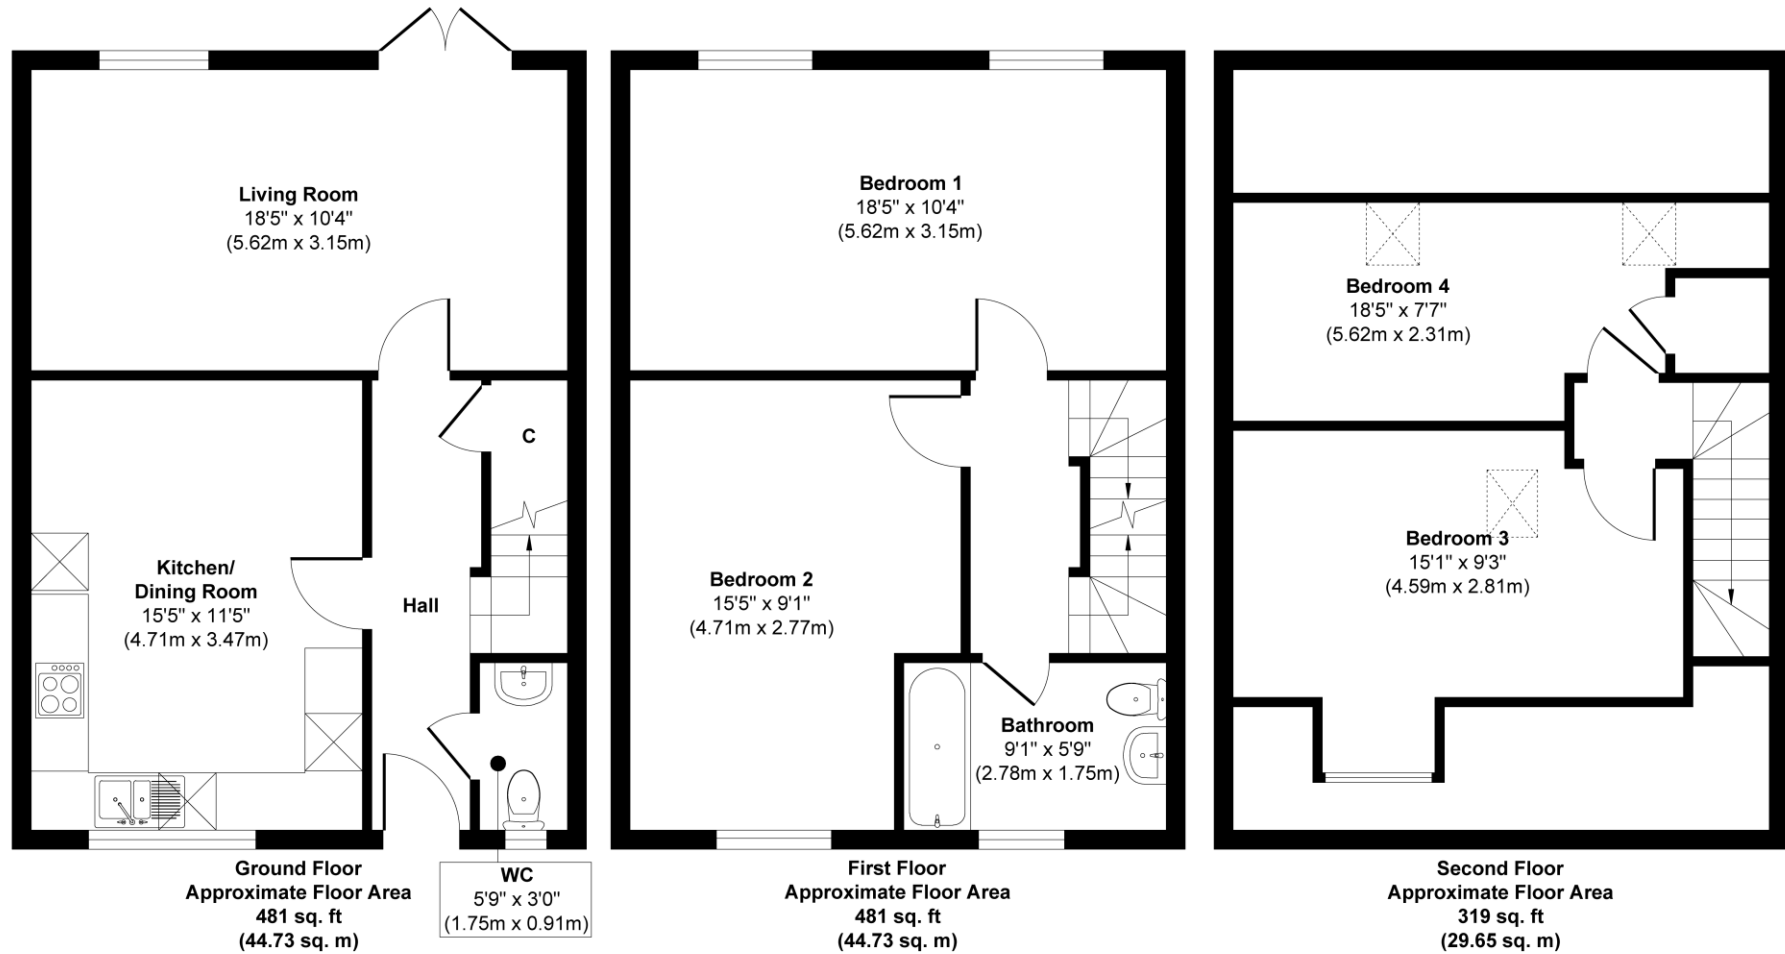 Living Room
18'5" x 10'4"
(5.62m x 3.15m)
Kitchen/
Dining Room
15'5" x 11'5"
(4.71m x 3.47m)
Hall
C
WC
5'9" x 3'0"
(1.75m x 0.91m)
Ground Floor
Approximate Floor Area
481 sq. ft
(44.73 sq. m)
Bedroom 1
18'5" x 10'4"
(5.62m x 3.15m)
Bedroom 2
15'5" x 9'1"
(4.71m x 2.77m)
Bathroom
9'1" x 5'9"
(2.78m x 1.75m)
First Floor
Approximate Floor Area
481 sq. ft
(44.73 sq. m)
Bedroom 4
18'5" x 7'7"
(5.62m x 2.31m)
Bedroom 3
15'1" x 9'3"
(4.59m x 2.81m)
Second Floor
Approximate Floor Area
319 sq. ft
(29.65 sq. m)